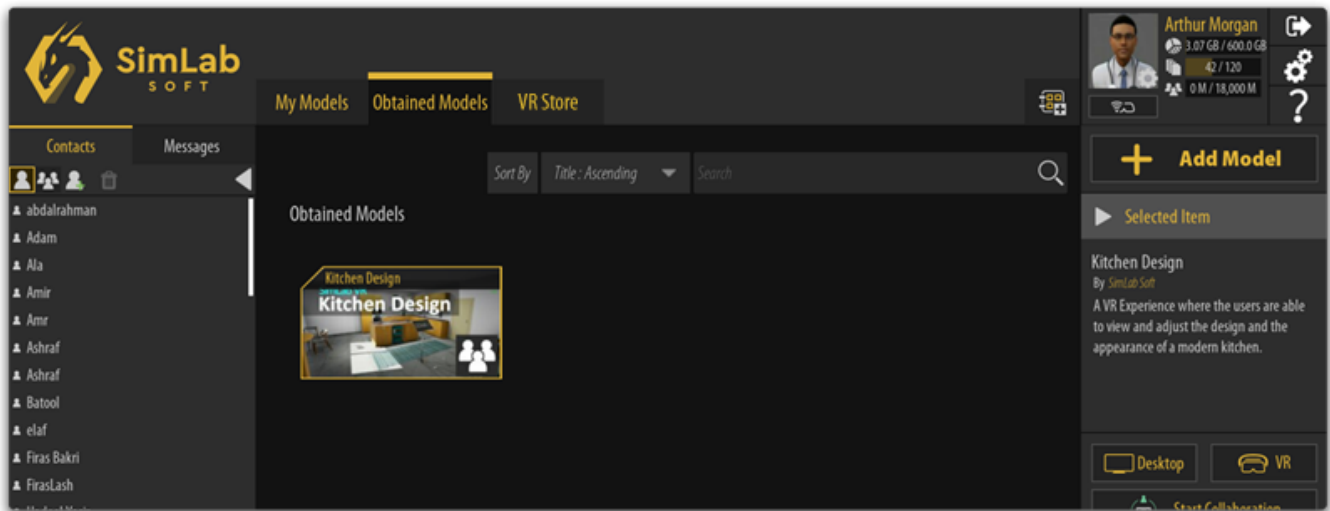 SimLab
SOFT
My Models
Obtained Models
VR Store
Arthur Morgan
3.07 GB / 600.0 GB
42 / 120
0 M / 18,000 M
?
Contacts
Messages
abdalrahman
Adam
Ala
Amir
Amr
Ashraf
Ashraf
Batool
elaf
Firas Bakri
FirasLash
Sort By
Title : Ascending
Search
Obtained Models
Kitchen Design
Kitchen Design
Add Model
Selected Item
Kitchen Design
By SimLab Soft
A VR Experience where the users are able
to view and adjust the design and the
appearance of a modern kitchen.
Desktop
VR
Start Collaboration